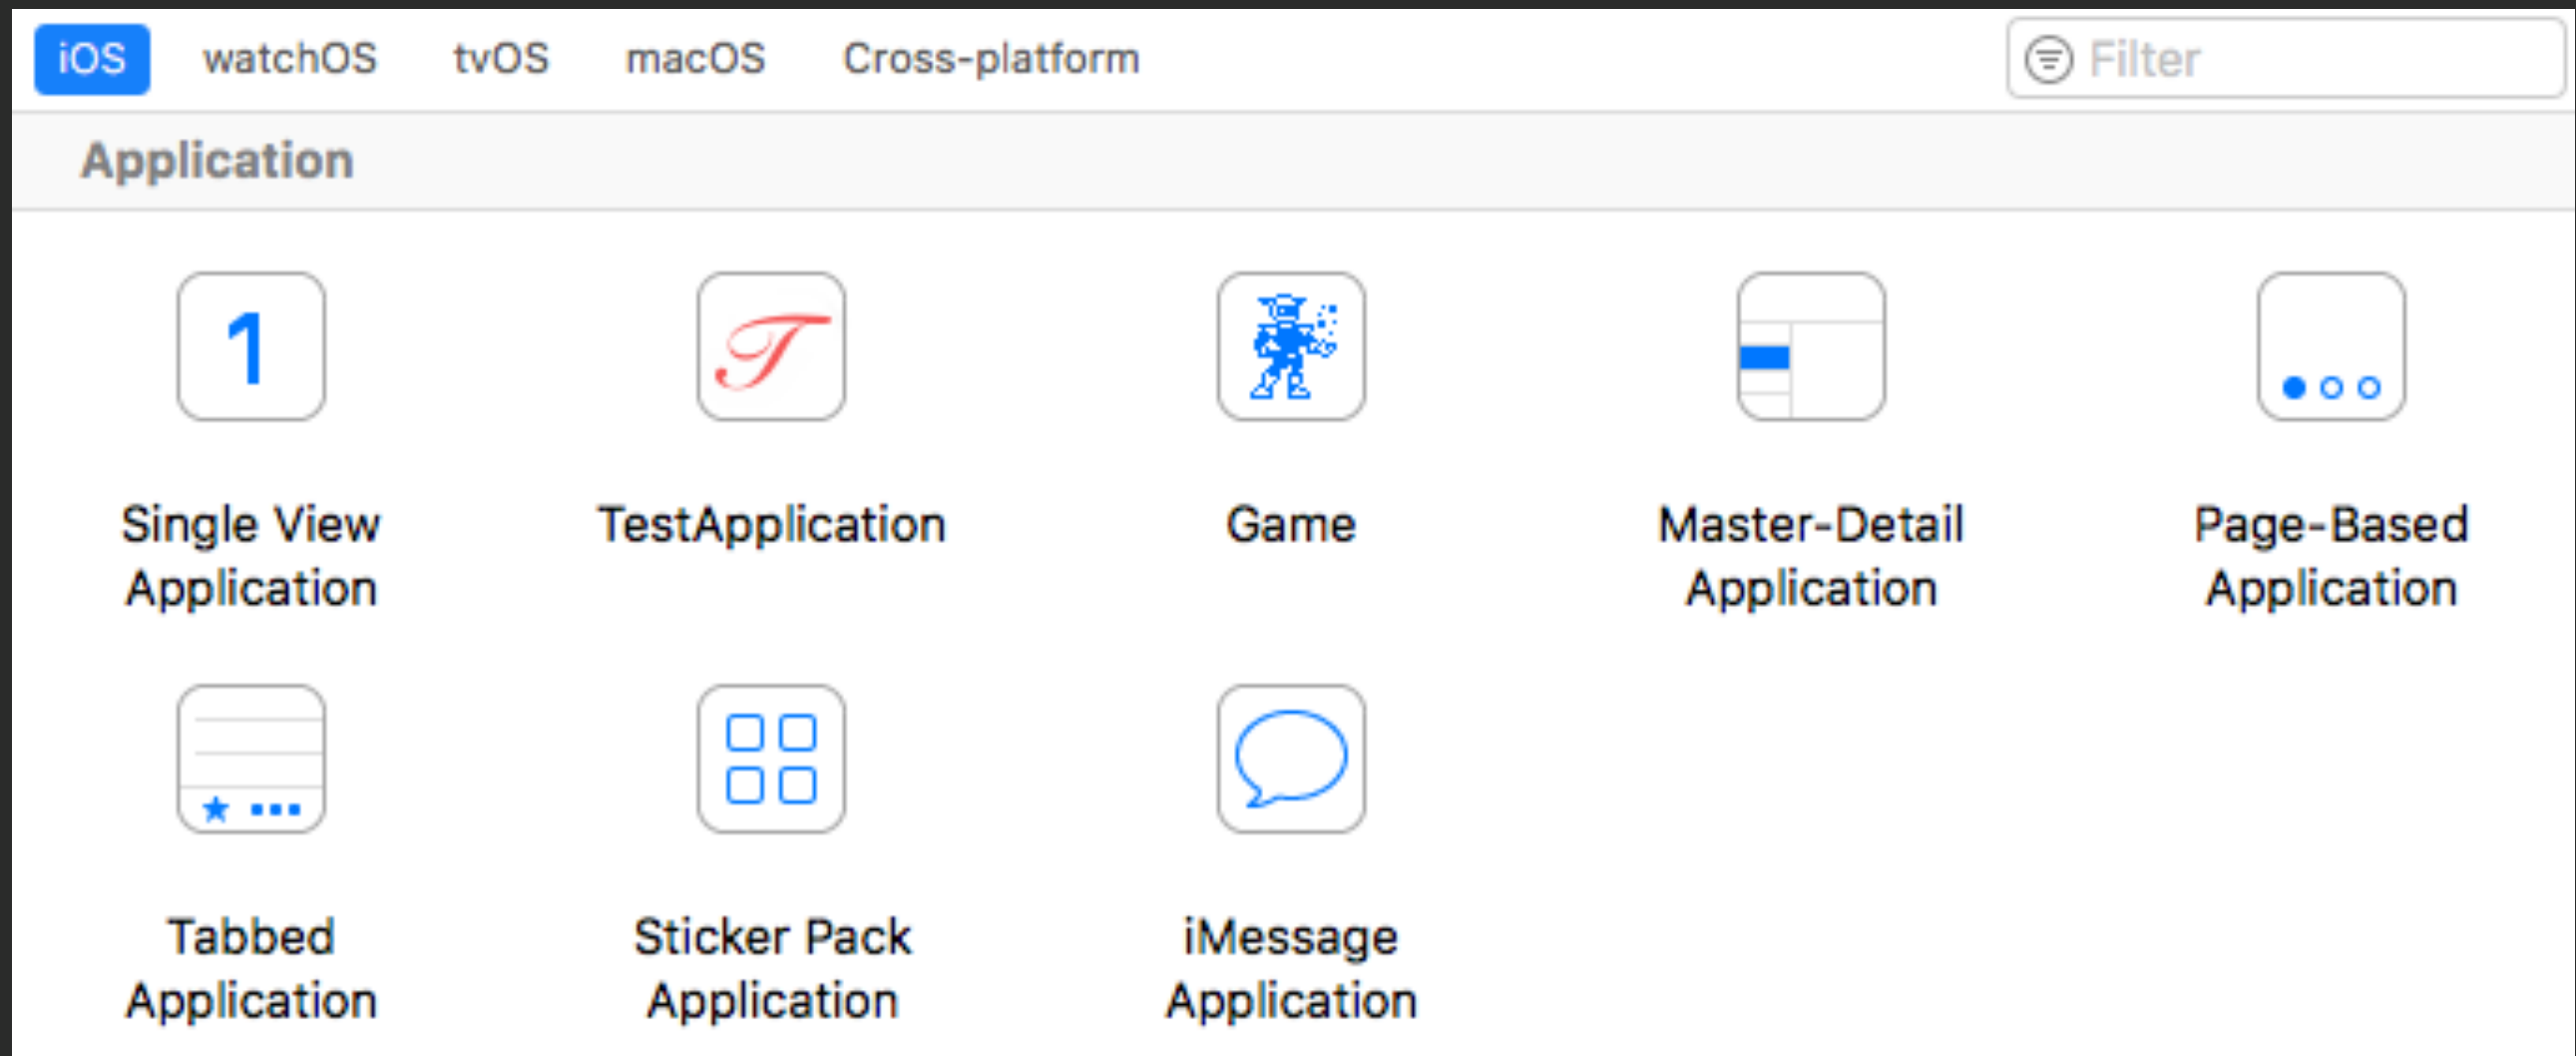 iOS watchOS tvOS macOS Cross-platform Filter
Application
1 T
Single View TestApplication Game Master-Detail Page-Based
Application Application Application
Tabbed Sticker Pack iMessage
Application Application Application